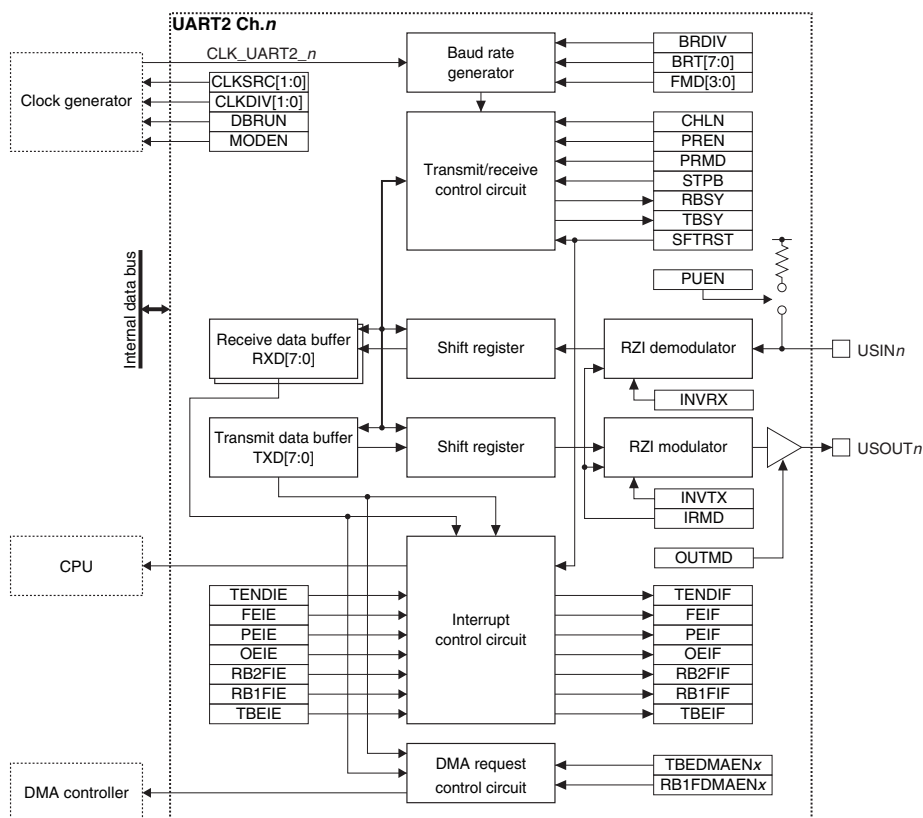 UART2 Ch.n
CLK_UART2_n
Clock generator
CLKSRC[1:0]
CLKDIV[1:0]
DBRUN
MODEN
Baud rate
generator
BRDIV
BRT[7:0]
FMD[3:0]
Transmit/receive
control circuit
CHLN
PREN
PRMD
STPB
RBSY
TBSY
SFTRST
PUEN
Internal data bus
Receive data buffer
RXD[7:0]
Shift register
RZI demodulator
USINn
INVRX
Transmit data buffer
TXD[7:0]
Shift register
RZI modulator
USOUTn
INVTX
IRMD
OUTMD
CPU
Interrupt
control circuit
TENDIE
FEIE
PEIE
OEIE
RB2FIE
RB1FIE
TBEIE
TENDIF
FEIF
PEIF
OEIF
RB2FIF
RB1FIF
TBEIF
DMA controller
DMA request
control circuit
TBEDMAENx
RB1FDMAENx